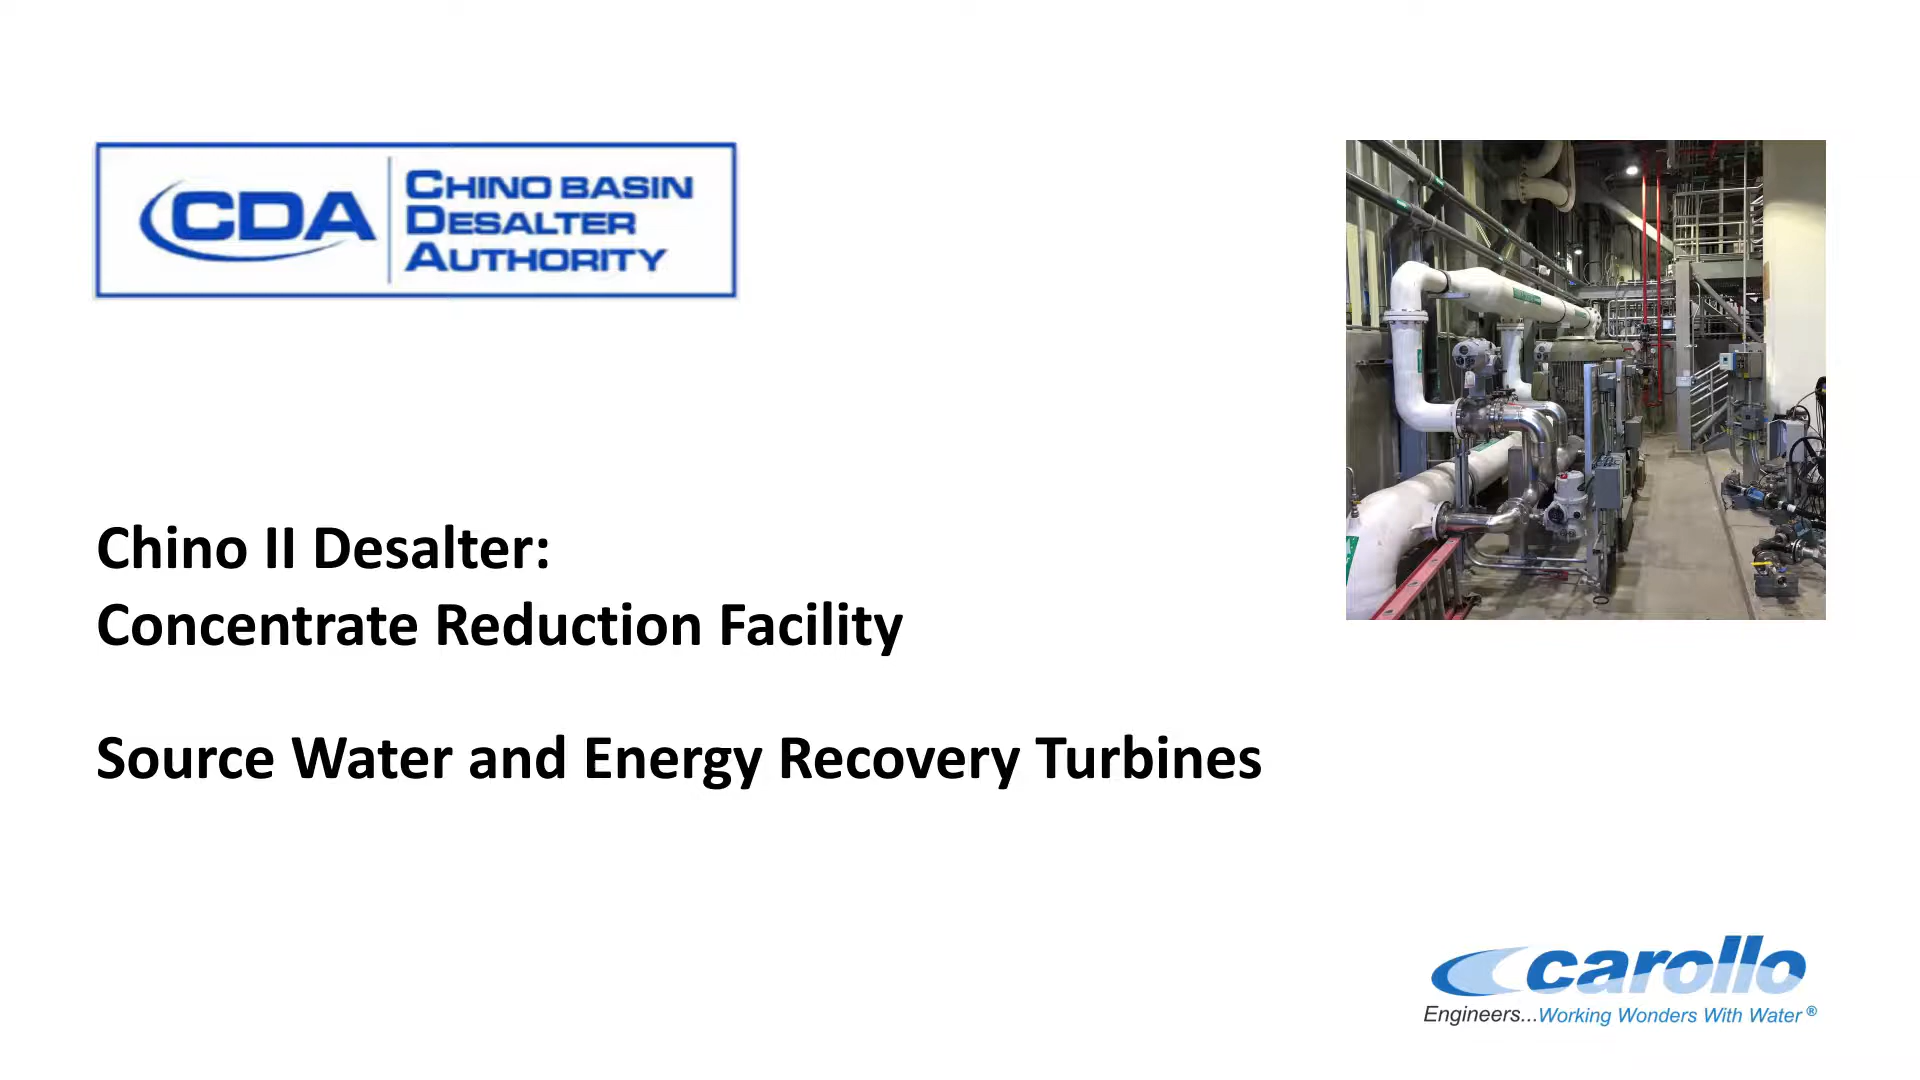 CDA
CHINO BASIN
DESALTER
AUTHORITY
Chino II Desalter:
Concentrate Reduction Facility
Source Water and Energy Recovery Turbines
carollo
Engineers...Working Wonders With Water®